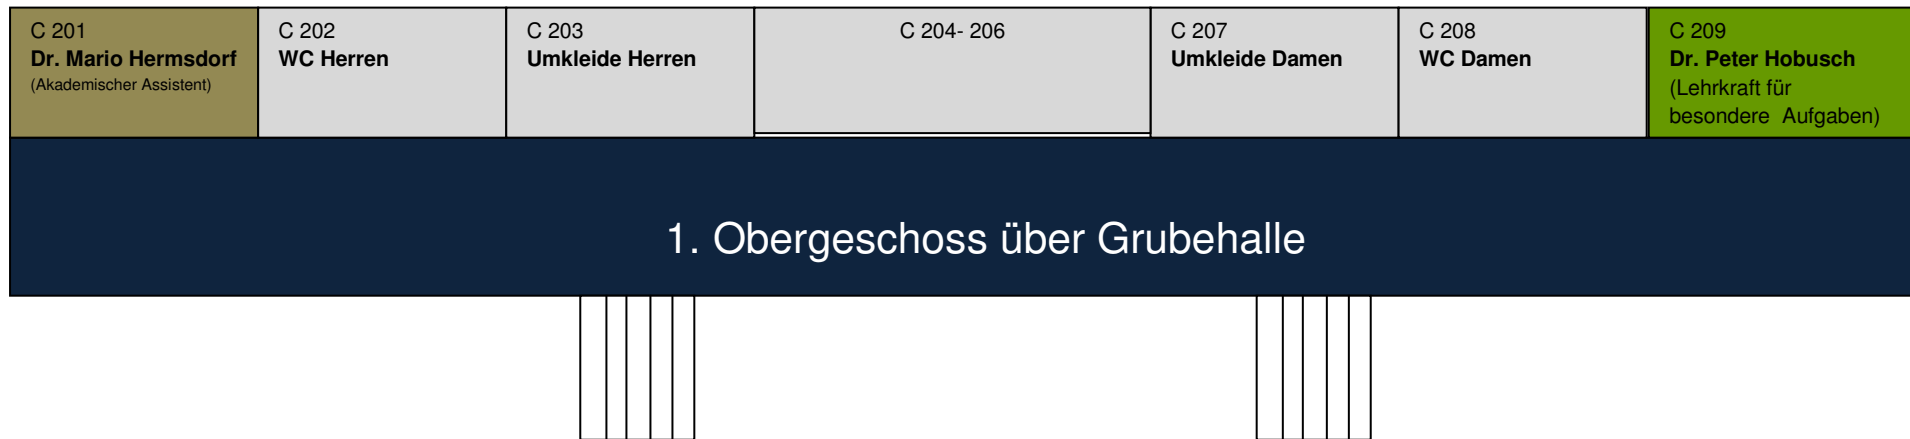 C 201
Dr. Mario Hermsdorf
(Akademischer Assistent)
C 202
WC Herren
C 203
Umkleide Herren
C 204- 206
C 207
Umkleide Damen
C 208
WC Damen
C 209
Dr. Peter Hobusch
(Lehrkraft für
besondere Aufgaben)
1. Obergeschoss über Grubehalle